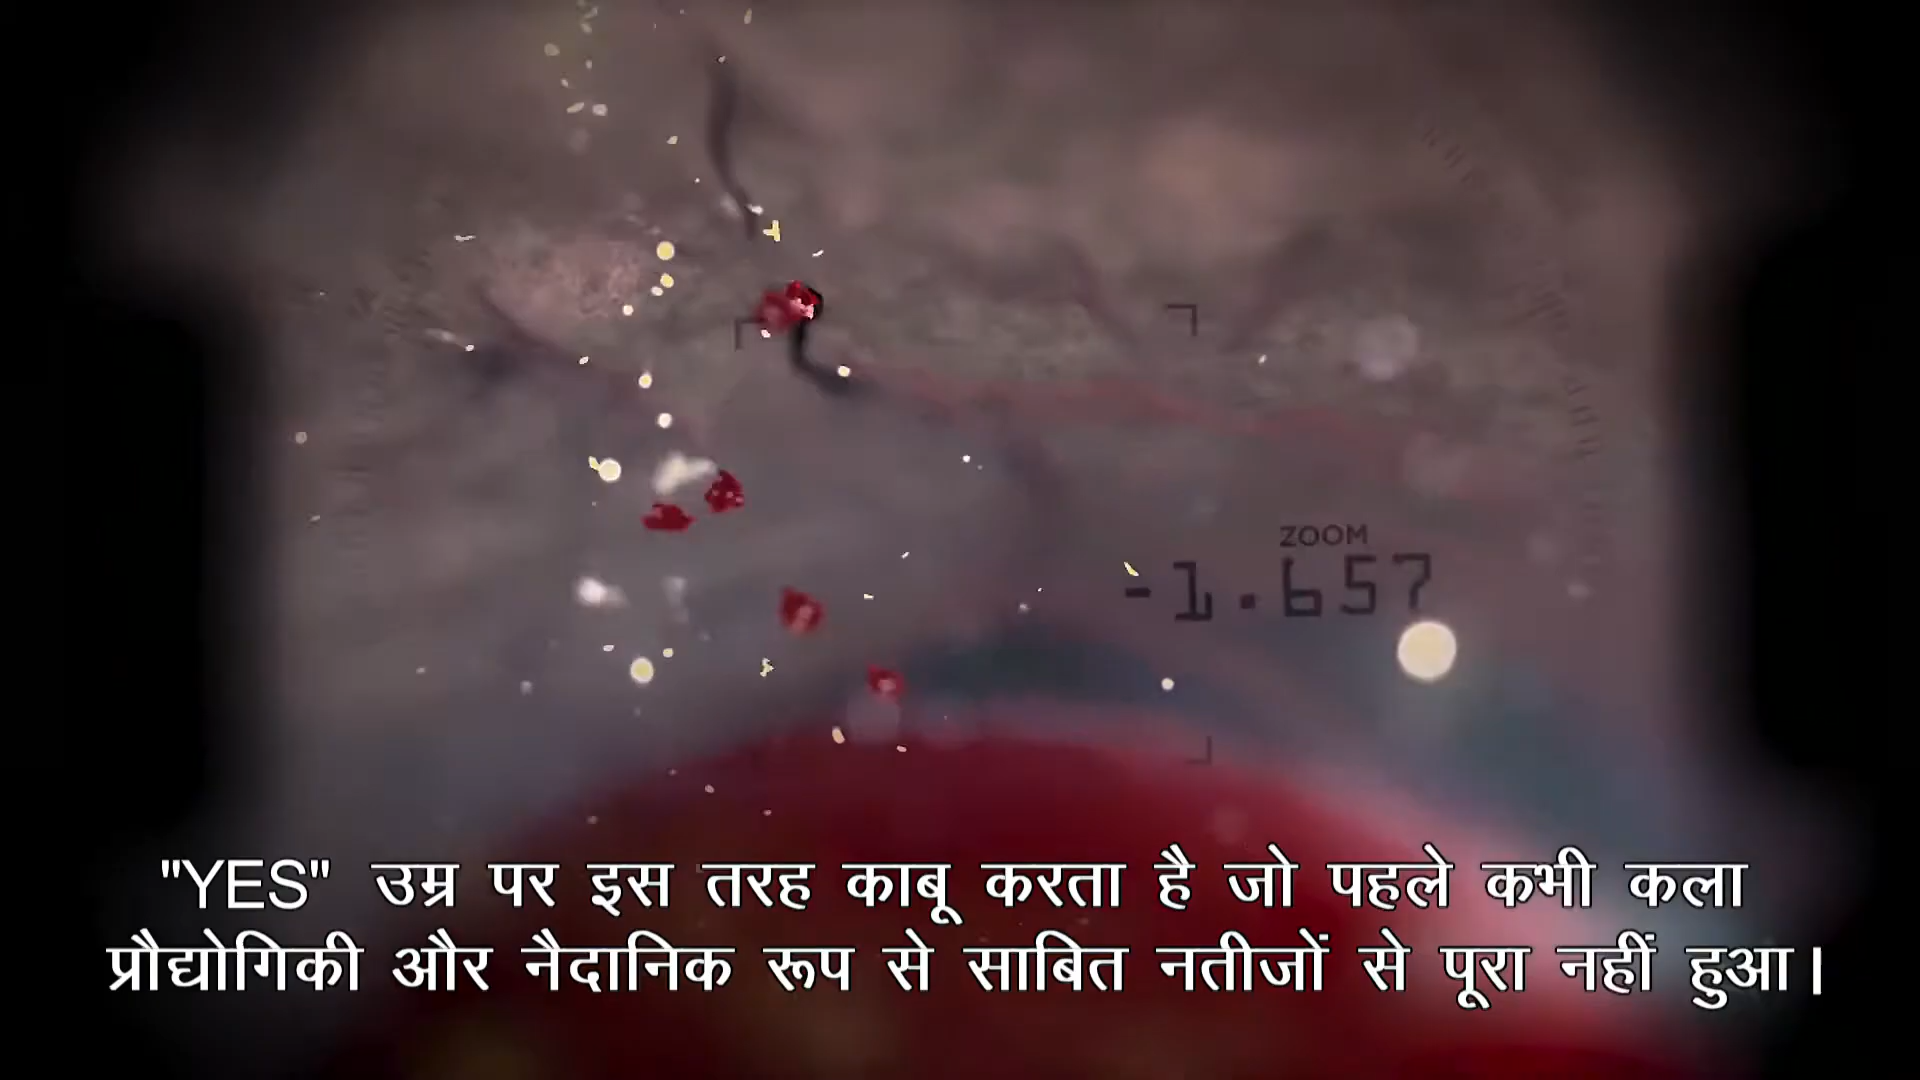 ZOOM
-1.657
"YES" उम्र पर इस तरह काबू करता है जो पहले कभी कला
प्रौद्योगिकी और नैदानिक रूप से साबित नतीजों से पूरा नहीं हुआ।